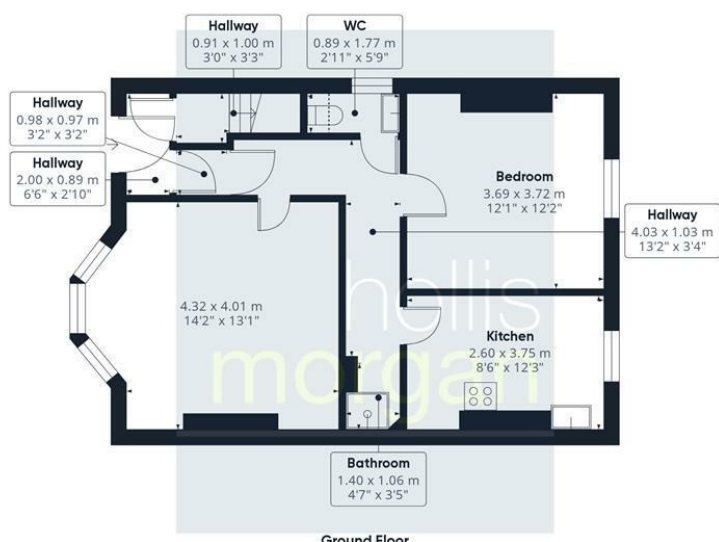 Hallway
0.91 x 1.00 m
3'0" x 3'3"
WC
0.89 x 1.77 m
2'11" x 5'9"
Hallway
0.98 x 0.97 m
3'2" x 3'2"
Hallway
2.00 x 0.89 m
6'6" x 2'10"
Bedroom
3.69 x 3.72 m
12'1" x 12'2"
Hallway
4.03 x 1.03 m
13'2" x 3'4"
4.32 x 4.01 m
14'2" x 13'1"
hollis
morgan
Kitchen
2.60 x 3.75 m
8'6" x 12'3"
Bathroom
1.40 x 1.06 m
4'7" x 3'5"
Ground Floor